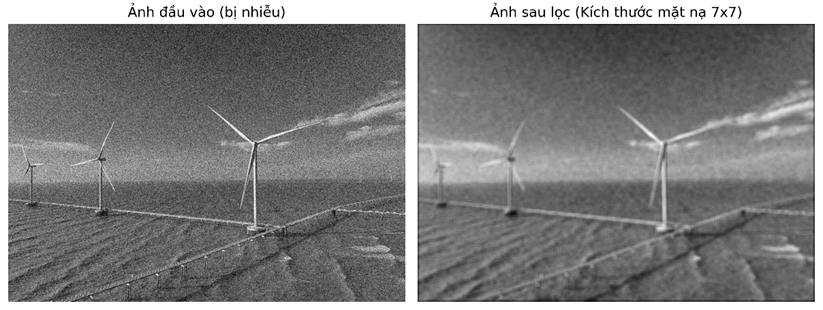 Ảnh đầu vào (bị nhiễu)
Ảnh sau lọc (Kích thước mặt nạ 7x7)